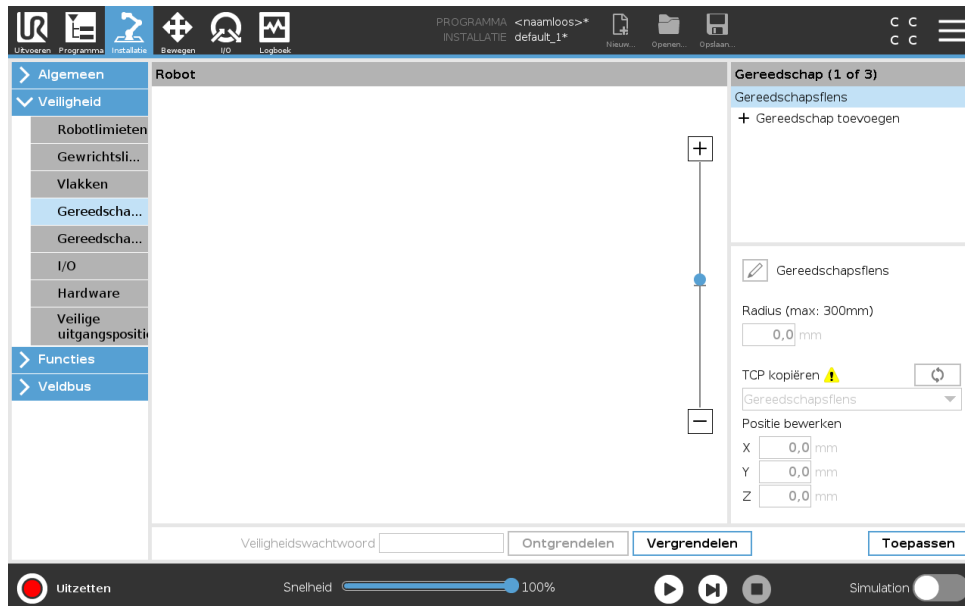 PROGRAMMA <naamloos>*
INSTALLATIE default_1*
Uitvoeren Programma Installatie Bewegen I/O Logboek Nieuw... Openen... Opslaan...
C C
C C
Algemeen
Veiligheid
Robotlimieten
Gewrichtsli...
Vlakken
Gereedscha...
Gereedscha...
I/O
Hardware
Veilige
uitgangspositi
Functies
Veldbus
Robot
Gereedschap (1 of 3)
Gereedschapsflens
+ Gereedschap toevoegen
Gereedschapsflens
Radius (max: 300mm)
0,0 mm
TCP kopiëren
Gereedschapsflens
Positie bewerken
X 0,0 mm
Y 0,0 mm
Z 0,0 mm
Veiligheidswachtwoord Ontgrendelen Vergrendelen Toepassen
Uitzetten Snelheid 100% Simulation